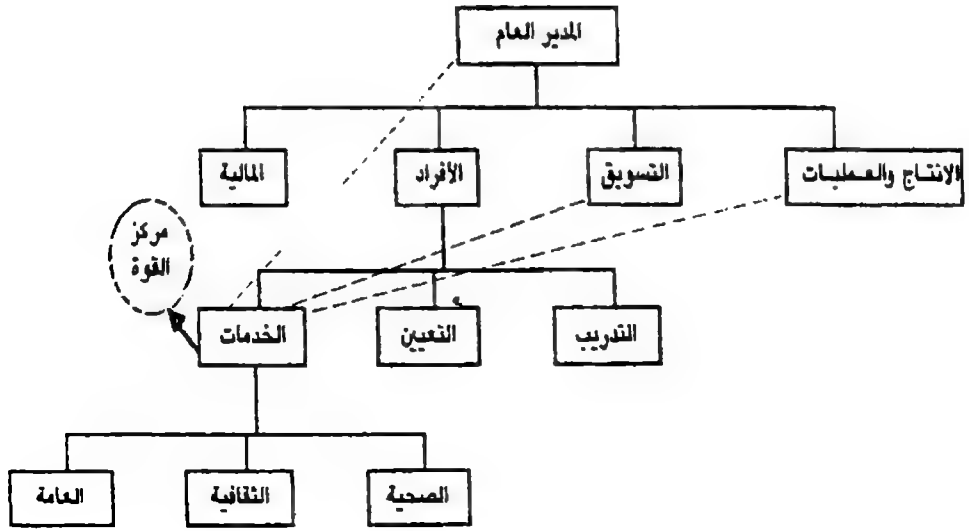 المدير العام
الانتاج والعمليات
التسويق
الأفراد
المالية
مركز
القوة
التدريب
التعيين
الخدمات
الصحية
الثقافية
العامة